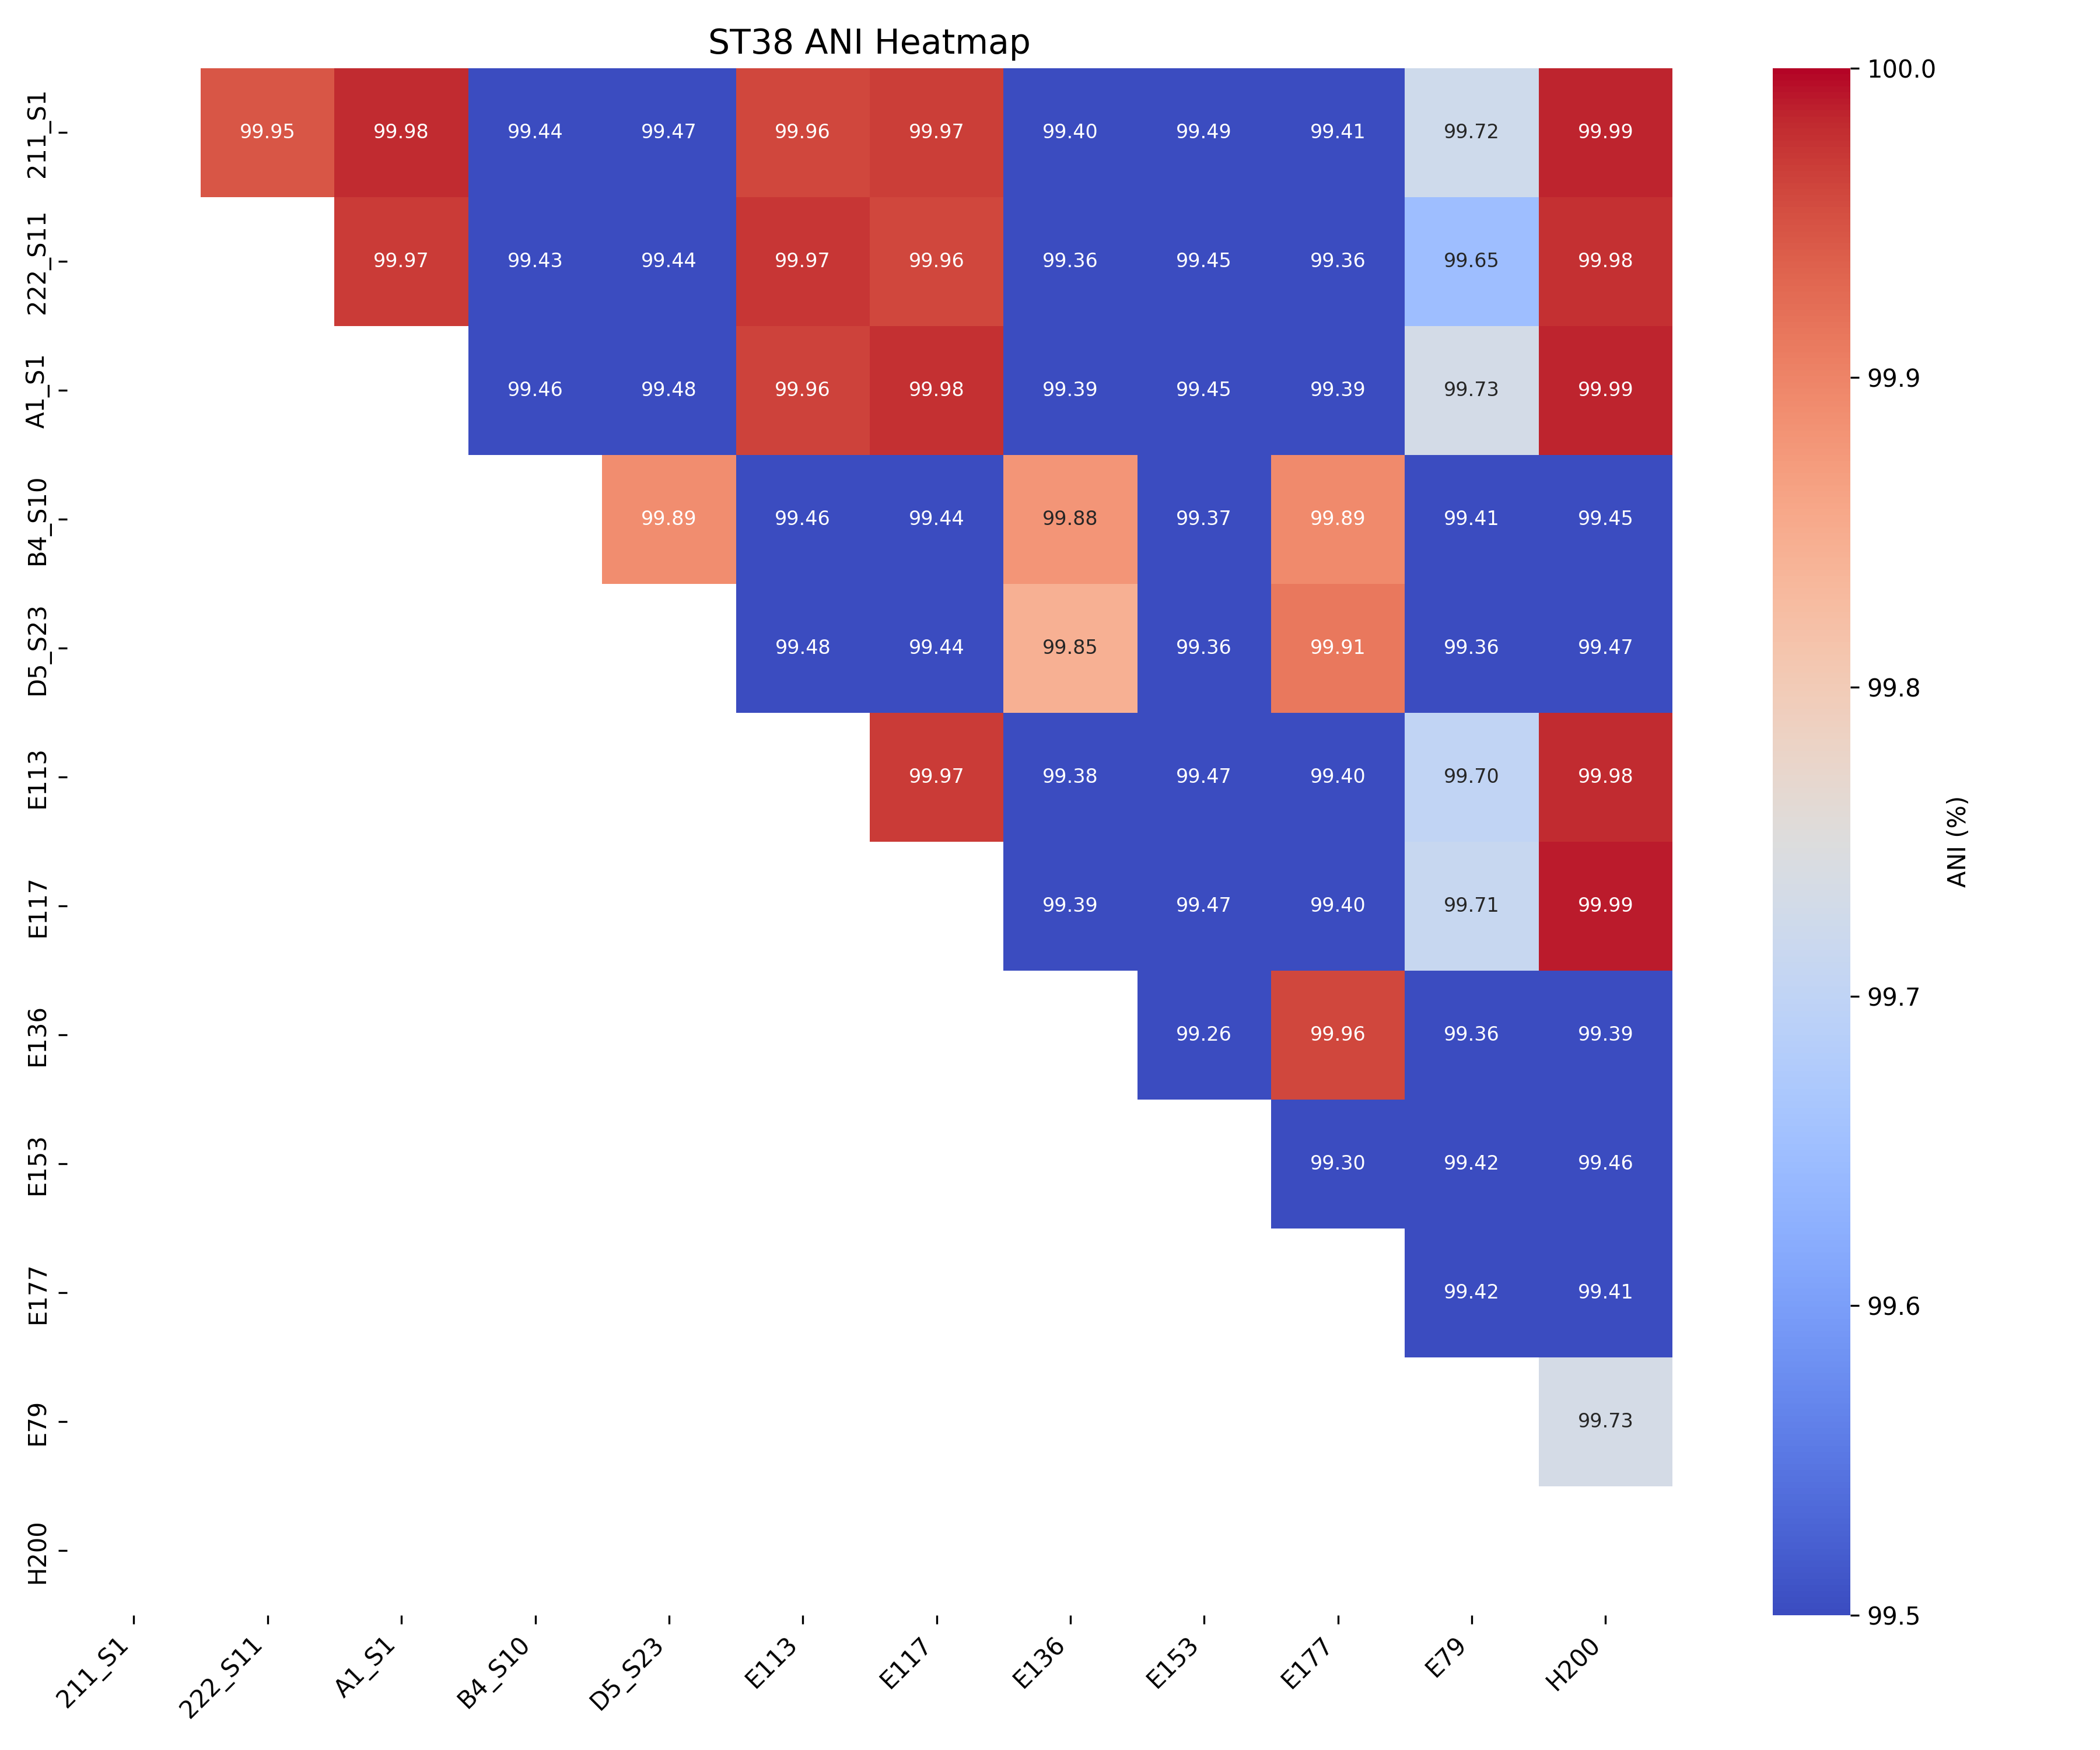 ST38 ANI Heatmap
211_S1 99.95 99.98 99.44 99.47 99.96 99.97 99.40 99.49 99.41 99.72 99.99
222_S11 99.97 99.43 99.44 99.97 99.96 99.36 99.45 99.36 99.65 99.98
A1_S1 99.46 99.48 99.96 99.98 99.39 99.45 99.39 99.73 99.99
B4_S10 99.89 99.46 99.44 99.88 99.37 99.89 99.41 99.45
D5_S23 99.48 99.44 99.85 99.36 99.91 99.36 99.47
E113 99.97 99.38 99.47 99.40 99.70 99.98
E117 99.39 99.47 99.40 99.71 99.99
E136 99.26 99.96 99.36 99.39
E153 99.30 99.42 99.46
E177 99.42 99.41
E79 99.73
H200
211_S1 222_S11 A1_S1 B4_S10 D5_S23 E113 E117 E136 E153 E177 E79 H200
100.0
99.9
99.8
99.7
99.6
99.5
ANI (%)